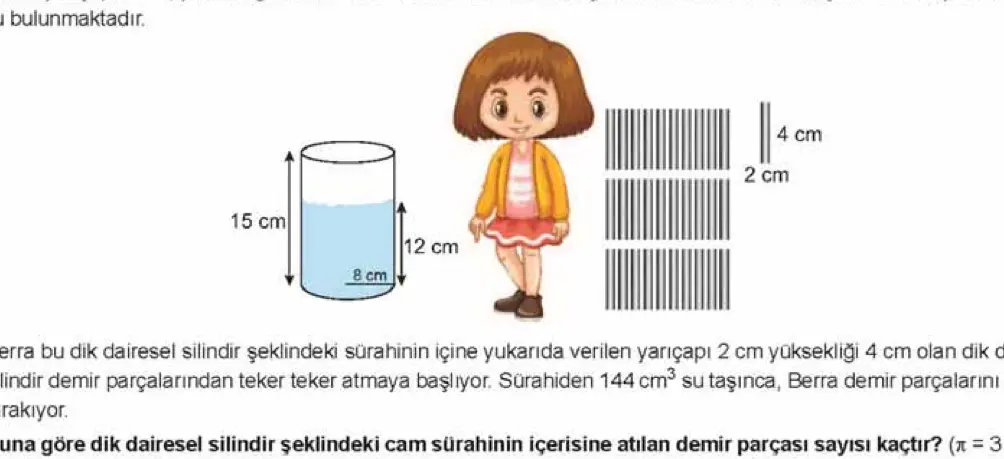 u bulunmaktadır.
4 cm
2 cm
15 cm
12 cm
8 cm
erra bu dik dairesel silindir şeklindeki sürahinin içine yukarıda verilen yarıçapı 2 cm yüksekliği 4 cm olan dik d
lindir demir parçalarından teker teker atmaya başlıyor. Sürahiden 144 cm³ su taşınca, Berra demir parçalarını
rakıyor.
una göre dik dairesel silindir şeklindeki cam sürahinin içerisine atılan demir parçası sayısı kaçtır? (π = 3